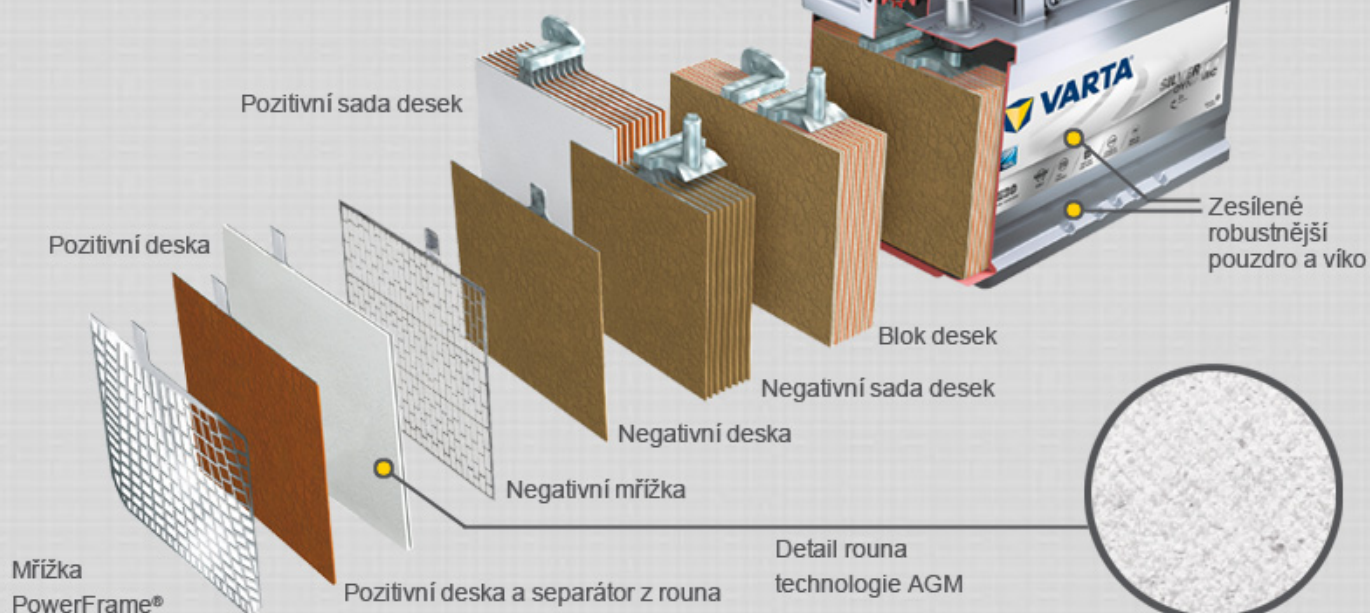 Pozitivní sada desek
VARTA
SILVER
Zesílené
robustnější
pouzdro a víko
Pozitivní deska
Blok desek
Negativní sada desek
Negativní deska
Negativní mřížka
Detail rouna
technologie AGM
Mřížka
PowerFrame®
Pozitivní deska a separátor z rouna